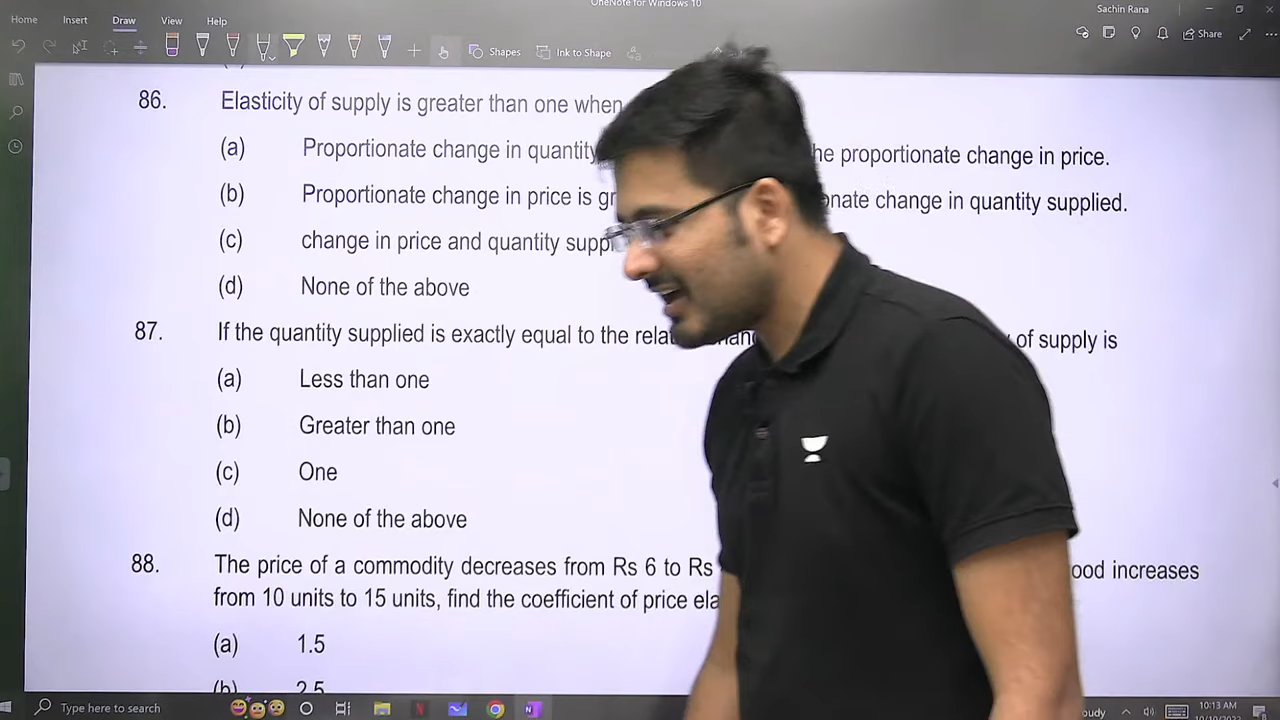 OneNote for Windows 10
Sachin Rana
Home Insert Draw View Help
Shapes Ink to Shape Share
86. Elasticity of supply is greater than one when
(a) Proportionate change in quantity he proportionate change in price.
(b) Proportionate change in price is gr onate change in quantity supplied.
(c) change in price and quantity suppl
(d) None of the above
87. If the quantity supplied is exactly equal to the relat of supply is
(a) Less than one
(b) Greater than one
(c) One
(d) None of the above
88. The price of a commodity decreases from Rs 6 to Rs ood increases
from 10 units to 15 units, find the coefficient of price ela
(a) 1.5
(b) 2.5
Type here to search
oudy
10:13 AM